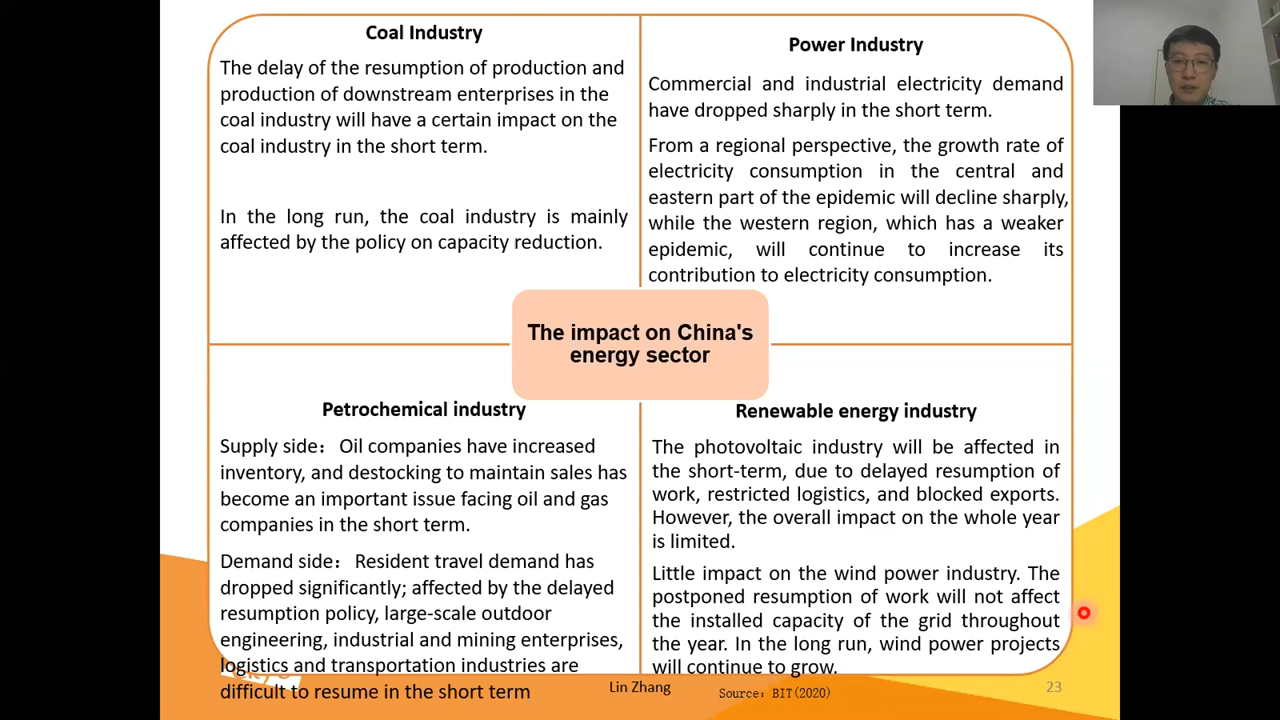 Coal Industry
The delay of the resumption of production and
production of downstream enterprises in the
coal industry will have a certain impact on the
coal industry in the short term.
In the long run, the coal industry is mainly
affected by the policy on capacity reduction.
Power Industry
Commercial and industrial electricity demand
have dropped sharply in the short term.
From a regional perspective, the growth rate of
electricity consumption in the central and
eastern part of the epidemic will decline sharply,
while the western region, which has a weaker
epidemic, will continue to increase its
contribution to electricity consumption.
The impact on China's
energy sector
Petrochemical industry
Supply side：Oil companies have increased
inventory, and destocking to maintain sales has
become an important issue facing oil and gas
companies in the short term.
Demand side：Resident travel demand has
dropped significantly; affected by the delayed
resumption policy, large-scale outdoor
engineering, industrial and mining enterprises,
logistics and transportation industries are
difficult to resume in the short term
Renewable energy industry
The photovoltaic industry will be affected in
the short-term, due to delayed resumption of
work, restricted logistics, and blocked exports.
However, the overall impact on the whole year
is limited.
Little impact on the wind power industry. The
postponed resumption of work will not affect
the installed capacity of the grid throughout
the year. In the long run, wind power projects
will continue to grow.
Lin Zhang
Source：BIT(2020)
23